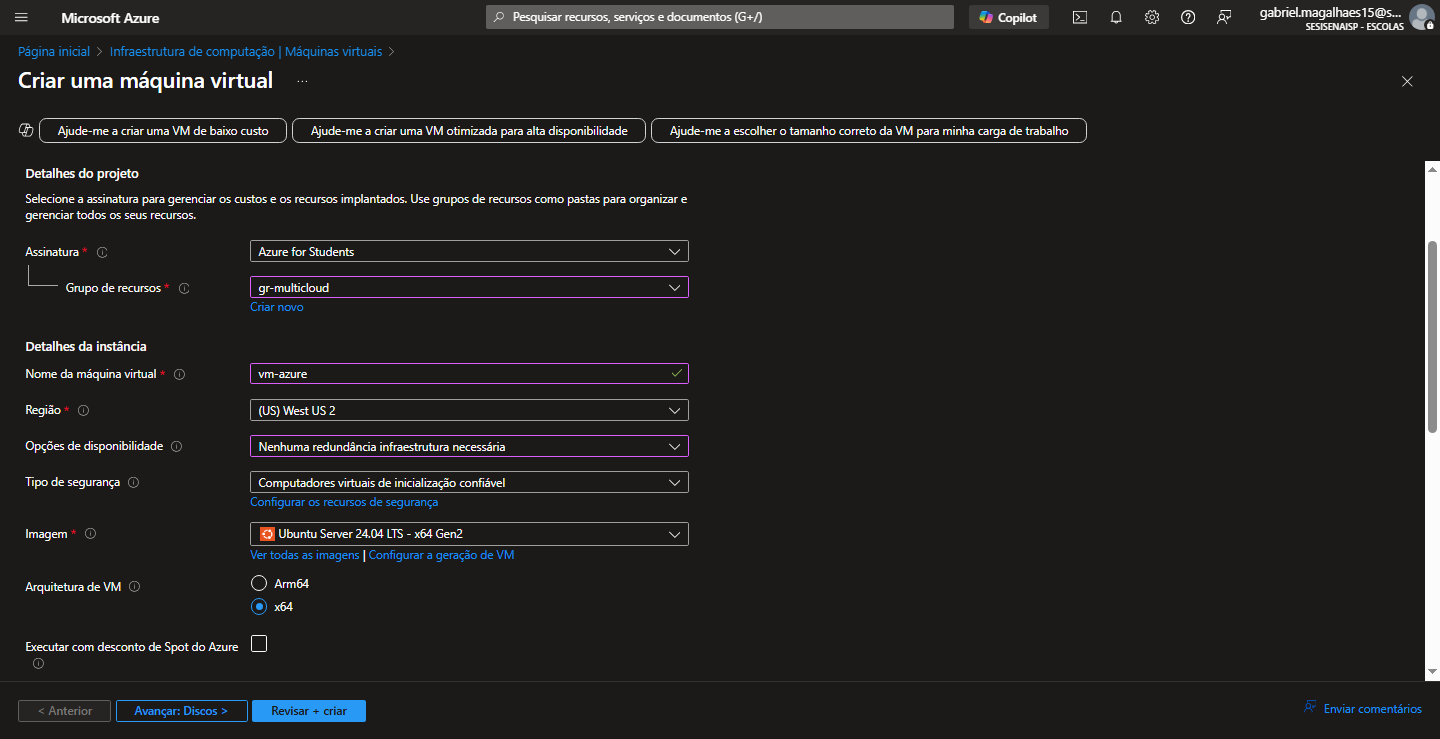 Microsoft Azure
Pesquisar recursos, serviços e documentos (G+/)
Copilot
gabriel.magalhaes15@s...
SESISENAISP - ESCOLAS
Página inicial > Infraestrutura de computação | Máquinas virtuais >
Criar uma máquina virtual ...
Ajude-me a criar uma VM de baixo custo
Ajude-me a criar uma VM otimizada para alta disponibilidade
Ajude-me a escolher o tamanho correto da VM para minha carga de trabalho
Detalhes do projeto
Selecione a assinatura para gerenciar os custos e os recursos implantados. Use grupos de recursos como pastas para organizar e
gerenciar todos os seus recursos.
Assinatura *
Azure for Students
Grupo de recursos *
gr-multicloud
Criar novo
Detalhes da instância
Nome da máquina virtual *
vm-azure
Região *
(US) West US 2
Opções de disponibilidade
Nenhuma redundância infraestrutura necessária
Tipo de segurança
Computadores virtuais de inicialização confiável
Configurar os recursos de segurança
Imagem *
Ubuntu Server 24.04 LTS - x64 Gen2
Ver todas as imagens | Configurar a geração de VM
Arquitetura de VM
Arm64
x64
Executar com desconto de Spot do Azure
< Anterior
Avançar: Discos >
Revisar + criar
Enviar comentários